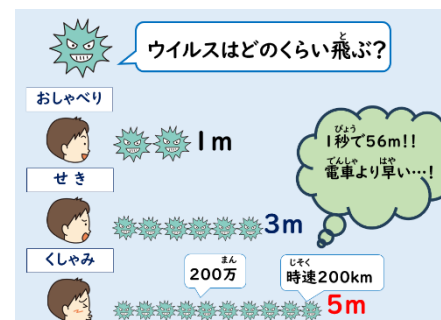 ウイルスはどのくらい飛ぶ?
おしゃべり
1m
1秒で56m!!
電車より早い…!
せき
3m
くしゃみ
200万
時速200km
5m